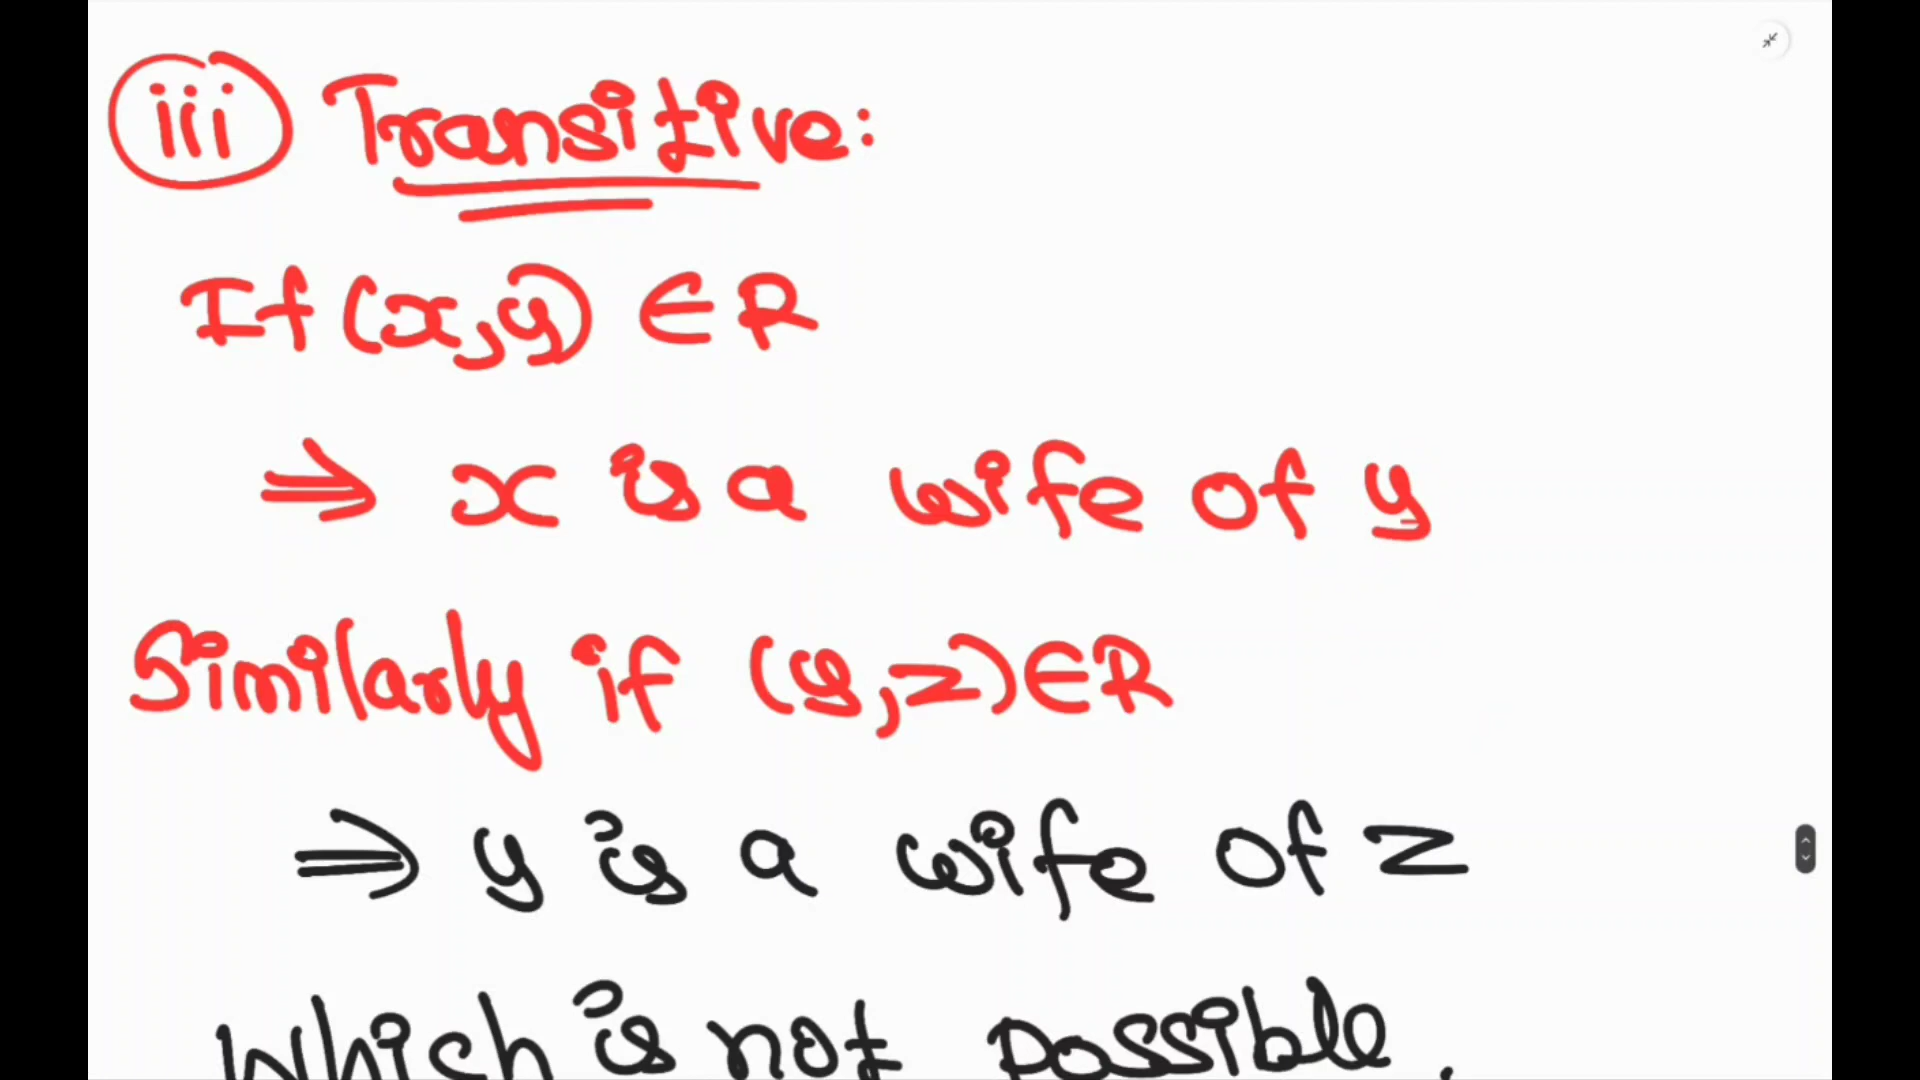 iii Transitive:
If (x,y) ∈ R
⇒ x is a wife of y
Similarly if (y,z) ∈ R
⇒ y is a wife of z
Which is not possible.